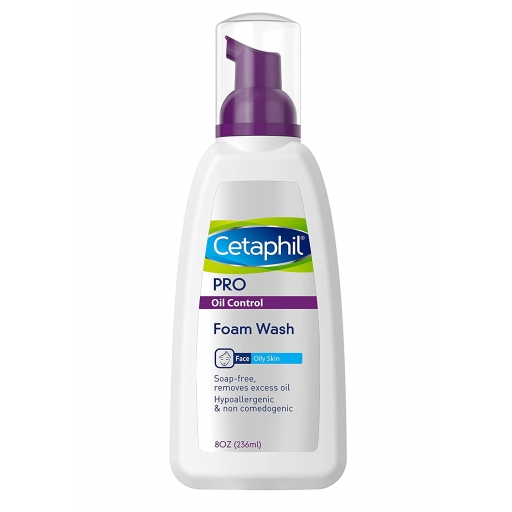 Cetaphil®
PRO
Oil Control
Foam Wash
Face Oily Skin
Soap-free,
removes excess oil
Hypoallergenic
& non comedogenic
8OZ (236ml)